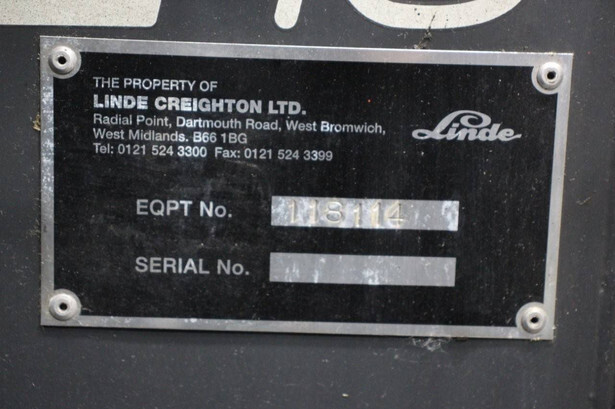 THE PROPERTY OF
LINDE CREIGHTON LTD.
Radial Point, Dartmouth Road, West Bromwich,
West Midlands. B66 1BG
Tel: 0121 524 3300 Fax: 0121 524 3399
Linde
EQPT No. 118114
SERIAL No.